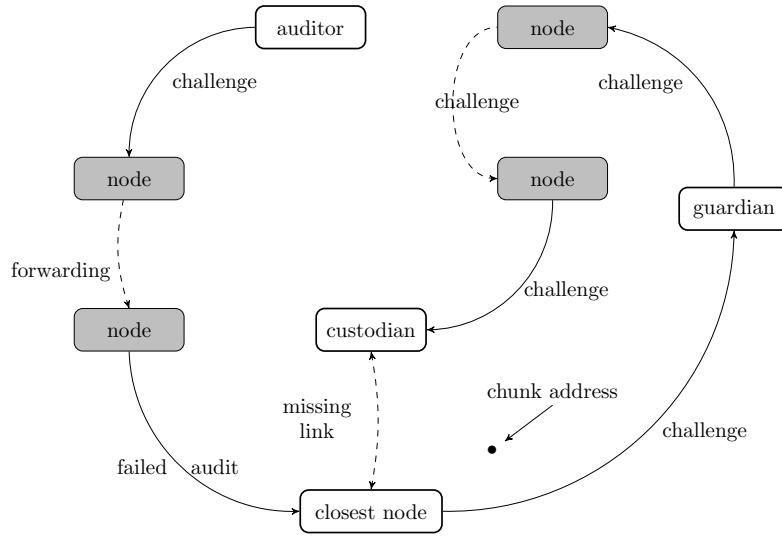 auditor
node
challenge
challenge
challenge
node
node
guardian
forwarding
challenge
node
custodian
chunk address
missing
link
challenge
failed audit
closest node